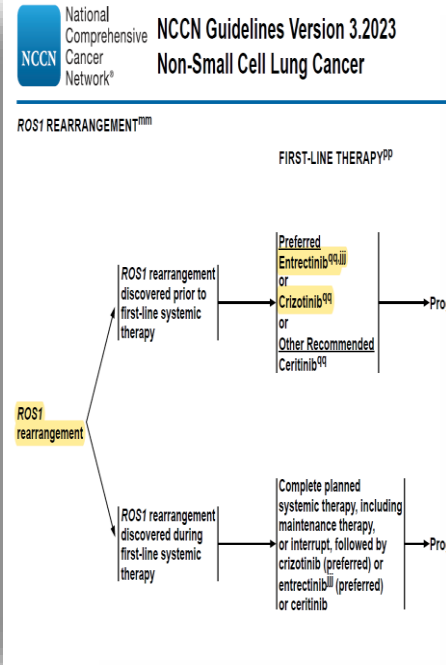 National
Comprehensive
NCCN Cancer
Network®
NCCN Guidelines Version 3.2023
Non-Small Cell Lung Cancer
ROS1 REARRANGEMENTmm
FIRST-LINE THERAPYpp
ROS1 rearrangement
discovered prior to
first-line systemic
therapy
Preferred
Entrectinibqq,jjj
or
Crizotinibqq
or
Other Recommended
Ceritinibqq
Pro
ROS1
rearrangement
ROS1 rearrangement
discovered during
first-line systemic
therapy
Complete planned
systemic therapy, including
maintenance therapy,
or interrupt, followed by
crizotinib (preferred) or
entrectinibjjj (preferred)
or ceritinib
Pro